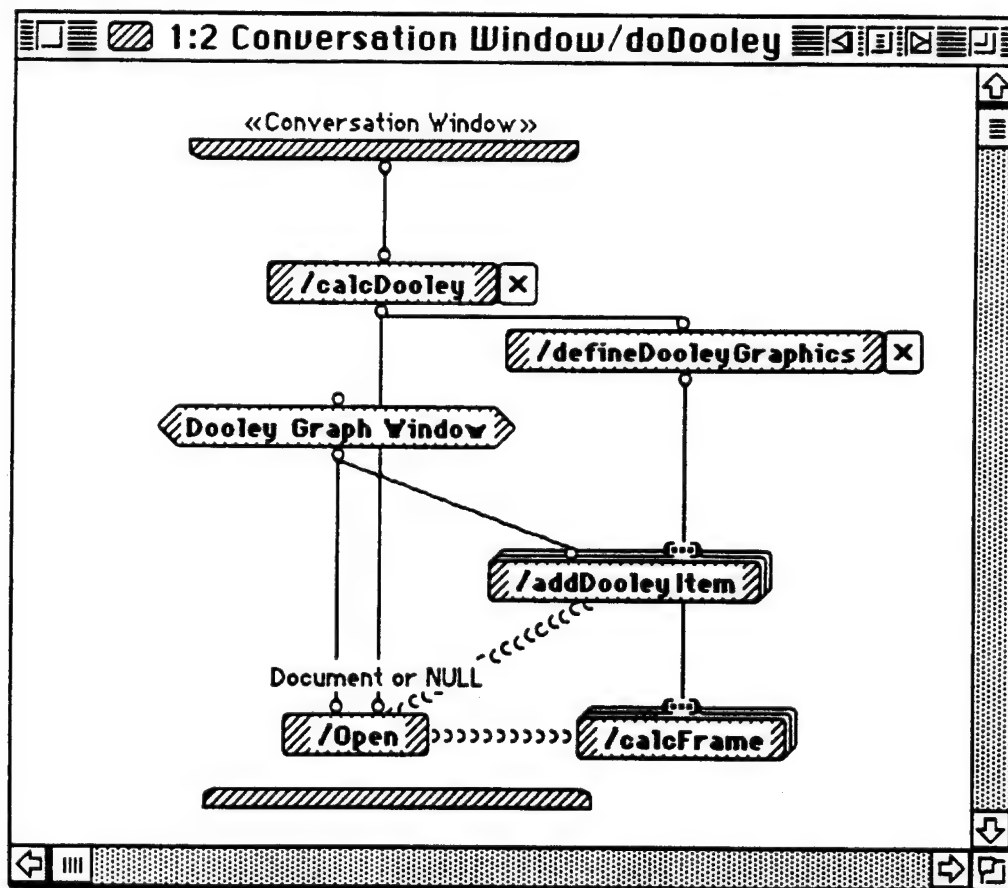 1:2 Conversation Window/doDooley
«Conversation Window»
/calcDooley
/defineDooleyGraphics
Dooley Graph Window
/addDooleyItem
Document or NULL
/Open
/calcFrame